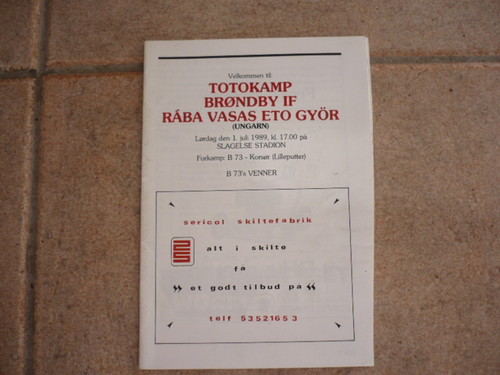 Velkommen til:
TOTOKAMP
BRØNDBY IF
RÁBA VASAS ETO GYÖR
(UNGARN)
Lørdag den 1. juli 1989, kl. 17.00 på
SLAGELSE STADION
Forkamp: B 73 - Korsør (Lilleputter)
B 73's VENNER
sericol skiltefabrik
alt i skilte
få
» et godt tilbud på «
telf 53521653